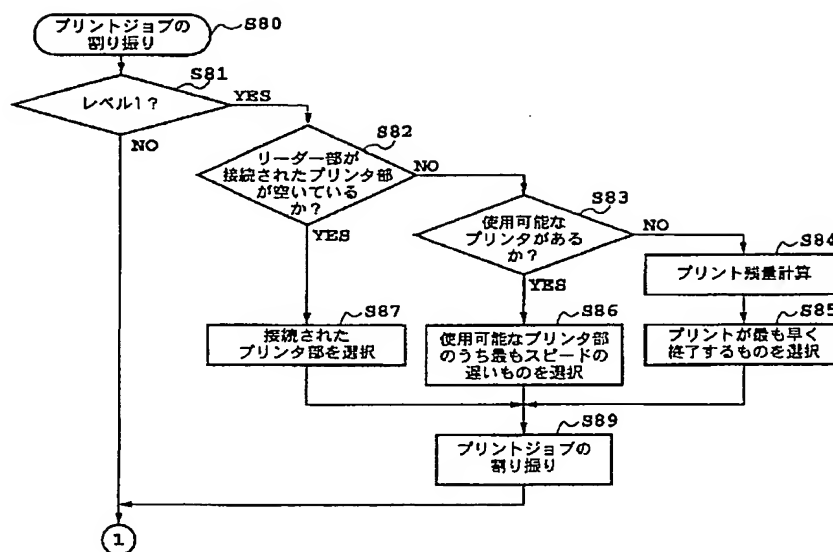 プリントジョブの
割り振り
S80
S81
レベル1？
YES
NO
S82
リーダー部が
接続されたプリンタ部
が空いている
か？
NO
YES
S83
使用可能な
プリンタがある
か？
NO
YES
S84
プリント残量計算
S87
接続された
プリンタ部を選択
S86
使用可能なプリンタ部
のうち最もスピードの
遅いものを選択
S85
プリントが最も早く
終了するものを選択
S89
プリントジョブの
割り振り
1